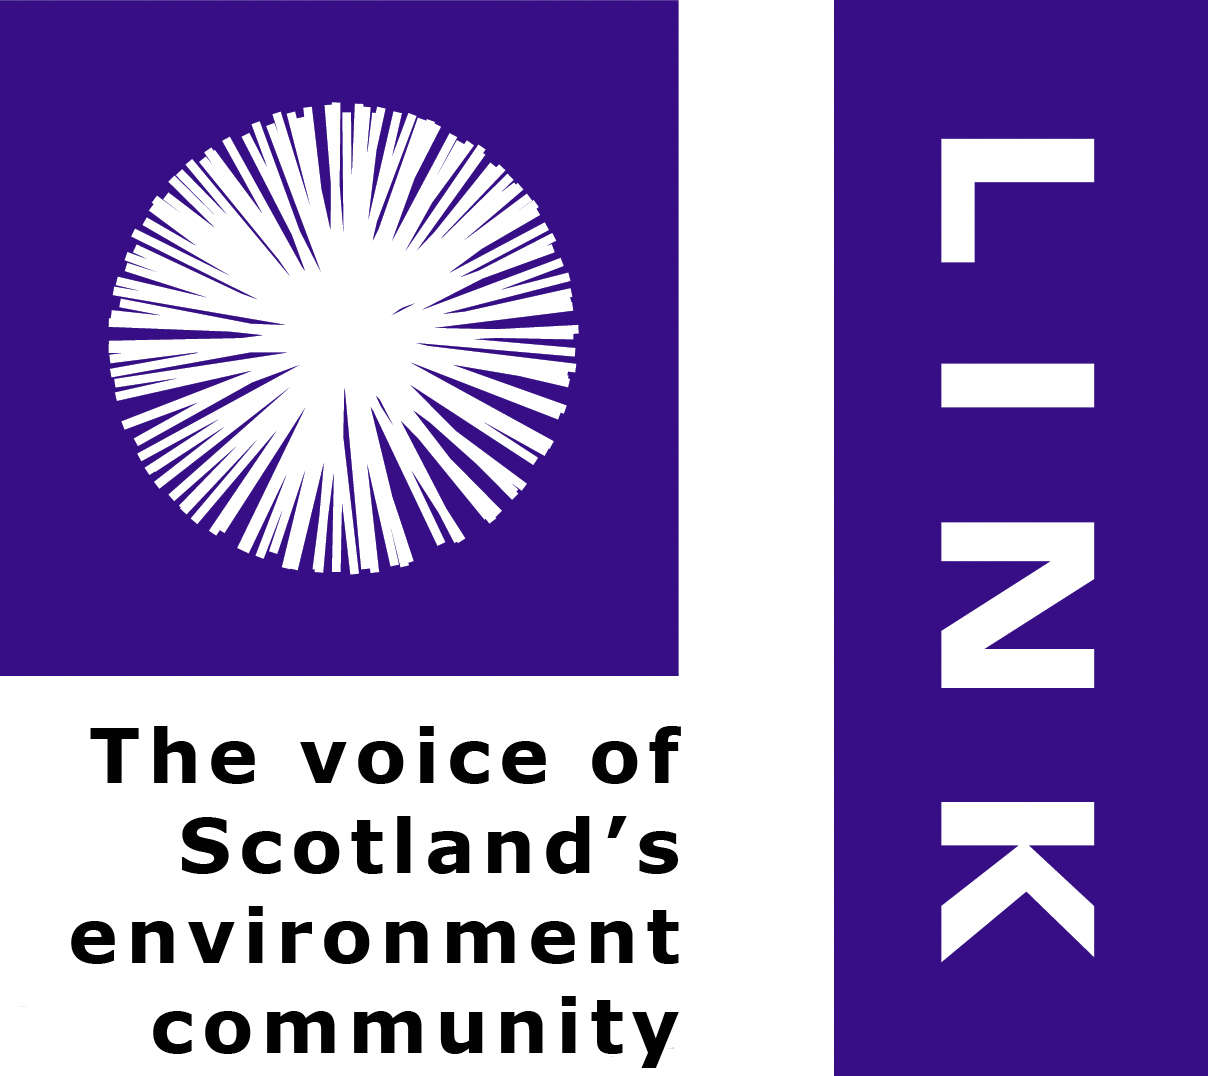 The voice of
Scotland’s
environment
community
LINK